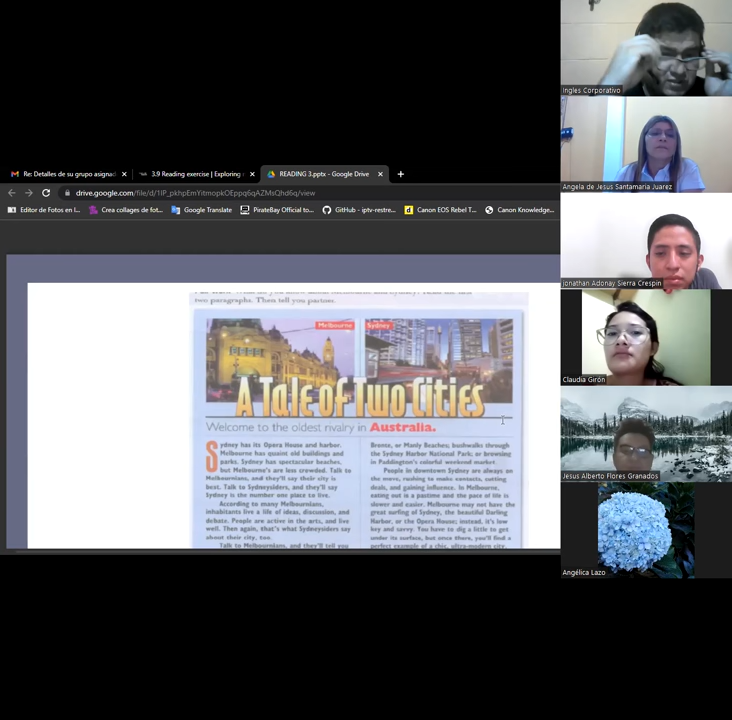 Ingles Corporativo
Re: Detalles de su grupo asignad
3.9 Reading exercise | Exploring
READING 3.pptx - Google Drive
Angela de Jesus Santamaria Juarez
drive.google.com/file/d/
/view
Editor de Fotos en l...
Crea collages de fot...
Google Translate
PirateBay Official to...
GitHub - iptv-restre...
Canon EOS Rebel T...
Canon Knowledge...
Jonathan Adonay Sierra Crespin
two paragraphs. Then tell you partner.
Melbourne
Sydney
A Tale of Two Cities
Welcome to the oldest rivalry in Australia.
Sydney has its Opera House and harbor.
Melbourne has quaint old buildings and
parks. Sydney has spectacular beaches,
but Melbourne's are less crowded. Talk to
Melburnians, and they'll say their city is
best. Talk to Sydneysiders, and they'll say
Sydney is the number one place to live.
According to many Melburnians,
inhabitants live a life of ideas, discussion, and
debate. People are active in the arts, and live
well. Then again, that's what Sydneysiders say
about their city, too.
Talk to Melbournians, and they'll tell you
Bronze, or Manly Beaches; bushwalks through
the Sydney Harbor National Park; or browsing
in Paddington's colorful weekend market.
People in downtown Sydney are always on
the move, rushing to make contacts, cutting
deals, and gaining influence. In Melbourne,
eating out is a pastime and the pace of life is
slower and easier. Melbourne may not have the
great surfing of Sydney, the beautiful Darling
Harbor, or the Opera House; instead, it's low
key and savvy. You have to dig a little to get
under its surface, but once there, you'll find a
perfect example of a chic, ultra-modern city.
Claudia Girón
Jesus Alberto Flores Granados
Angélica Lazo